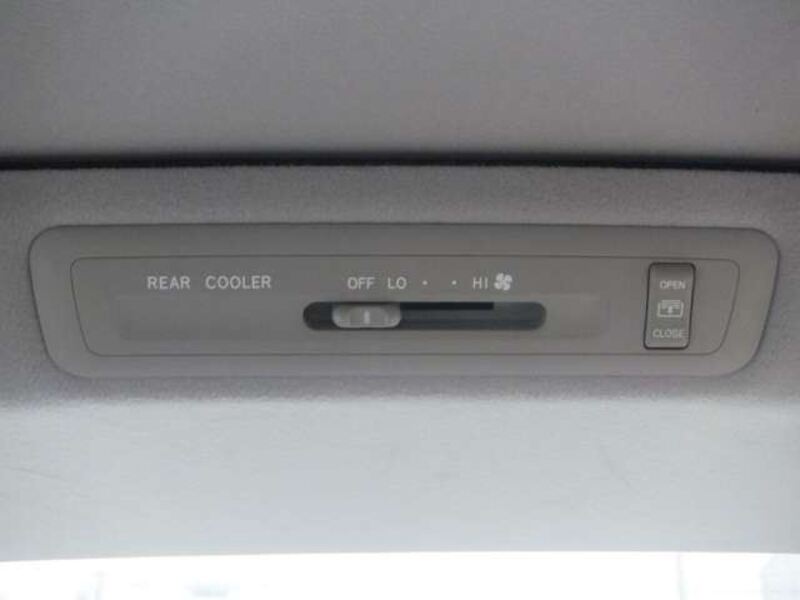 REAR COOLER OFF LO · · HI
OPEN
CLOSE